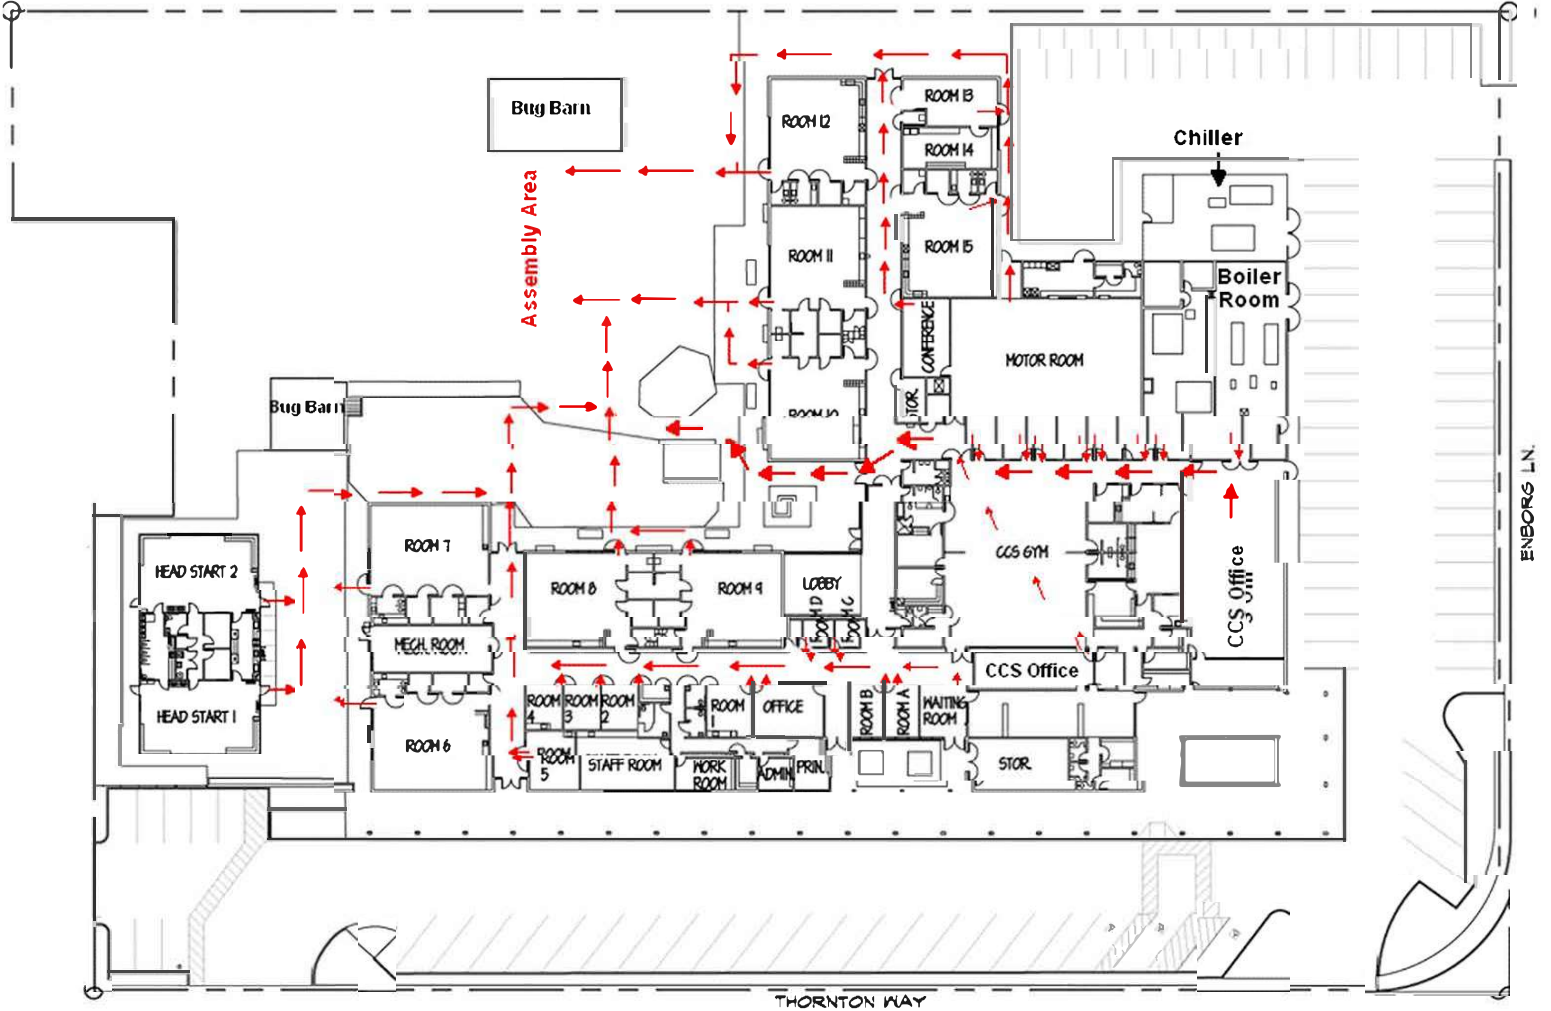 Bug Barn
ROOM 13
ROOM 12
Chiller
ROOM 14
Assembly Area
ROOM 11
ROOM 15
Boiler
Room
CONFERENCE
MOTOR ROOM
Bug Barn
STOR.
ROOM 10
ENBORG LN.
ROOM 7
CCS GYM
CCS Office
HEAD START 2
ROOM 8
ROOM 9
LOBBY
ROOM D
ROOM C
MECH. ROOM
CCS Office
HEAD START 1
ROOM
4
ROOM
3
ROOM
2
ROOM
OFFICE
ROOM B
ROOM A
WAITING
ROOM
ROOM 6
ROOM
5
STAFF ROOM
WORK
ROOM
ADMIN
PRIN.
STOR.
THORNTON WAY